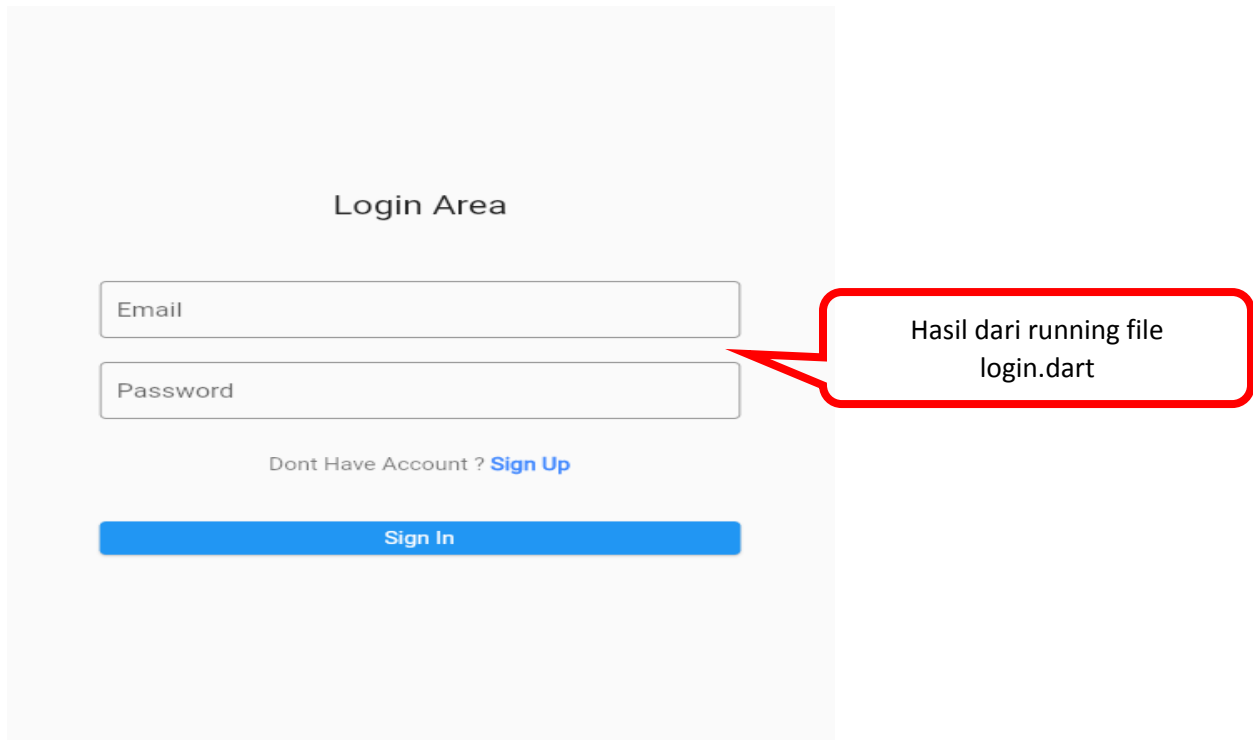 Login Area
Email
Hasil dari running file
login.dart
Password
Dont Have Account ? Sign Up
Sign In